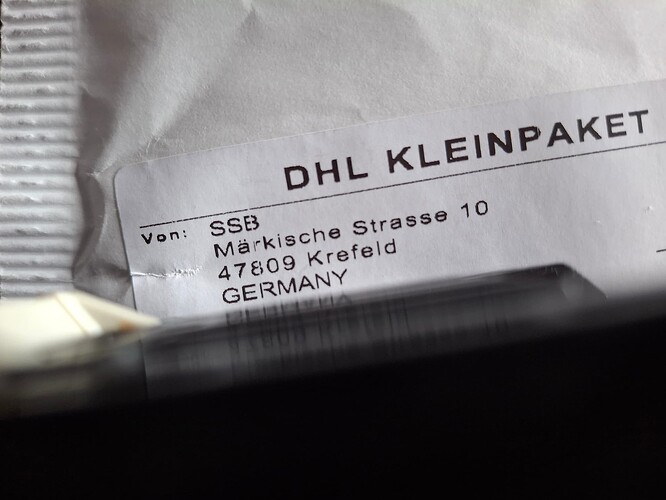 DHL KLEINPAKET
Von: SSB
Märkische Strasse 10
47809 Krefeld
GERMANY